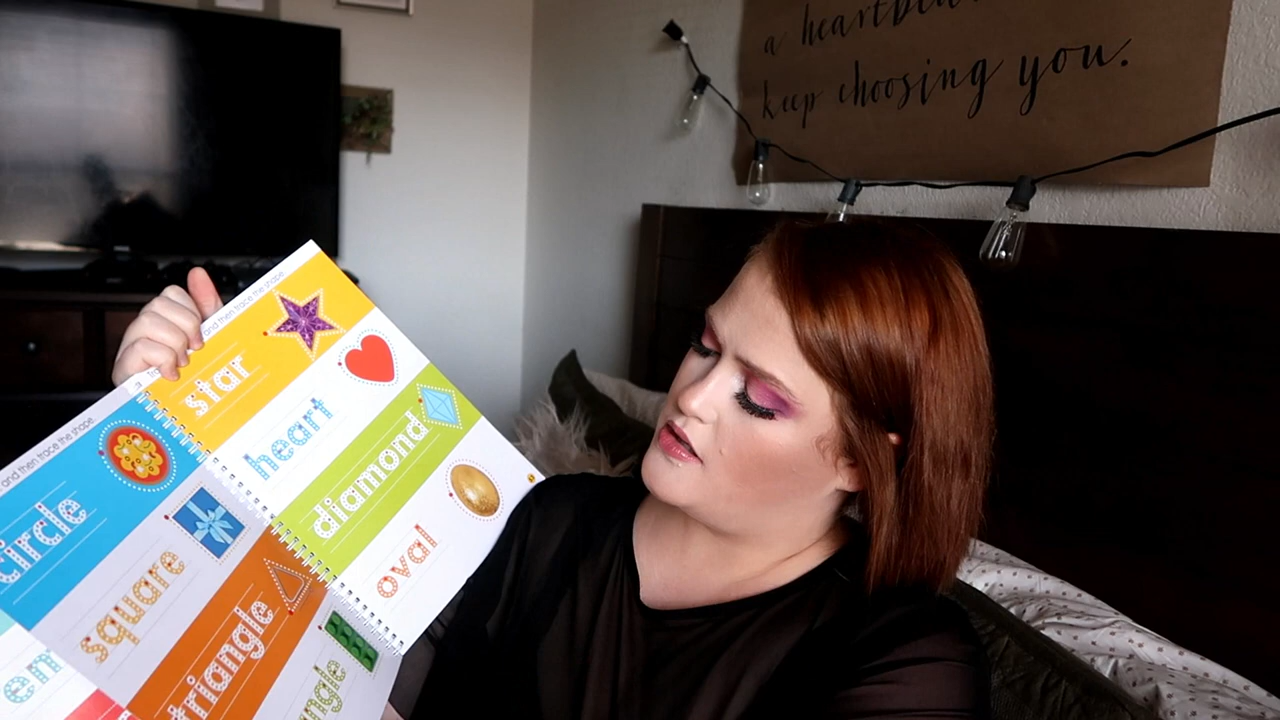 a
keep choosing you.
and then trace the shape.
star
heart
diamond
oval
and then trace the shape.
circle
square
triangle